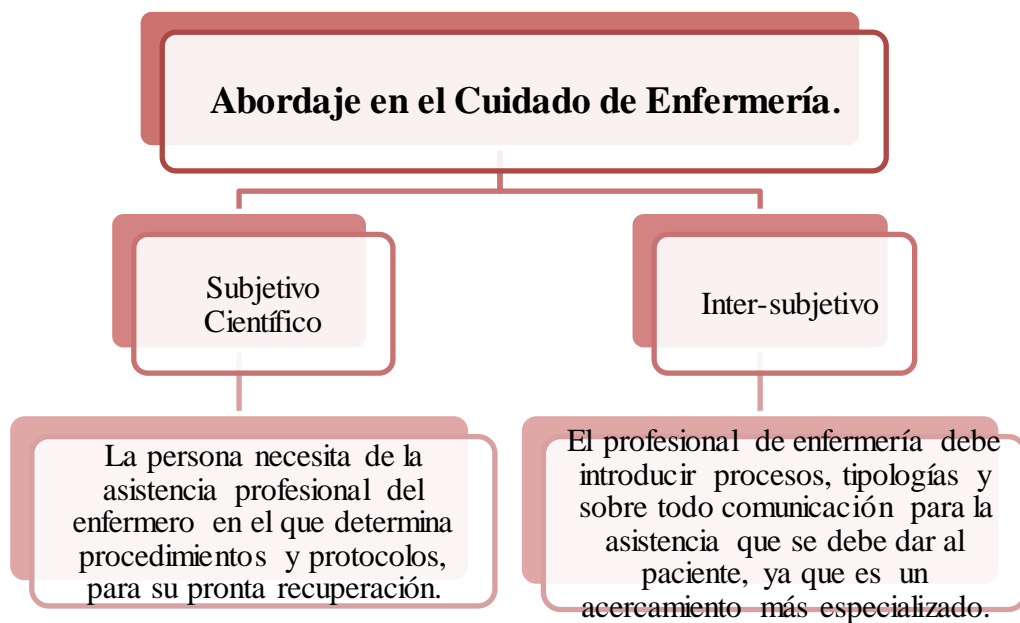 Abordaje en el Cuidado de Enfermería.
Subjetivo
Científico
Inter-subjetivo
La persona necesita de la
asistencia profesional del
enfermero en el que determina
procedimientos y protocolos,
para su pronta recuperación.
El profesional de enfermería debe
introducir procesos, tipologías y
sobre todo comunicación para la
asistencia que se debe dar al
paciente, ya que es un
acercamiento más especializado.